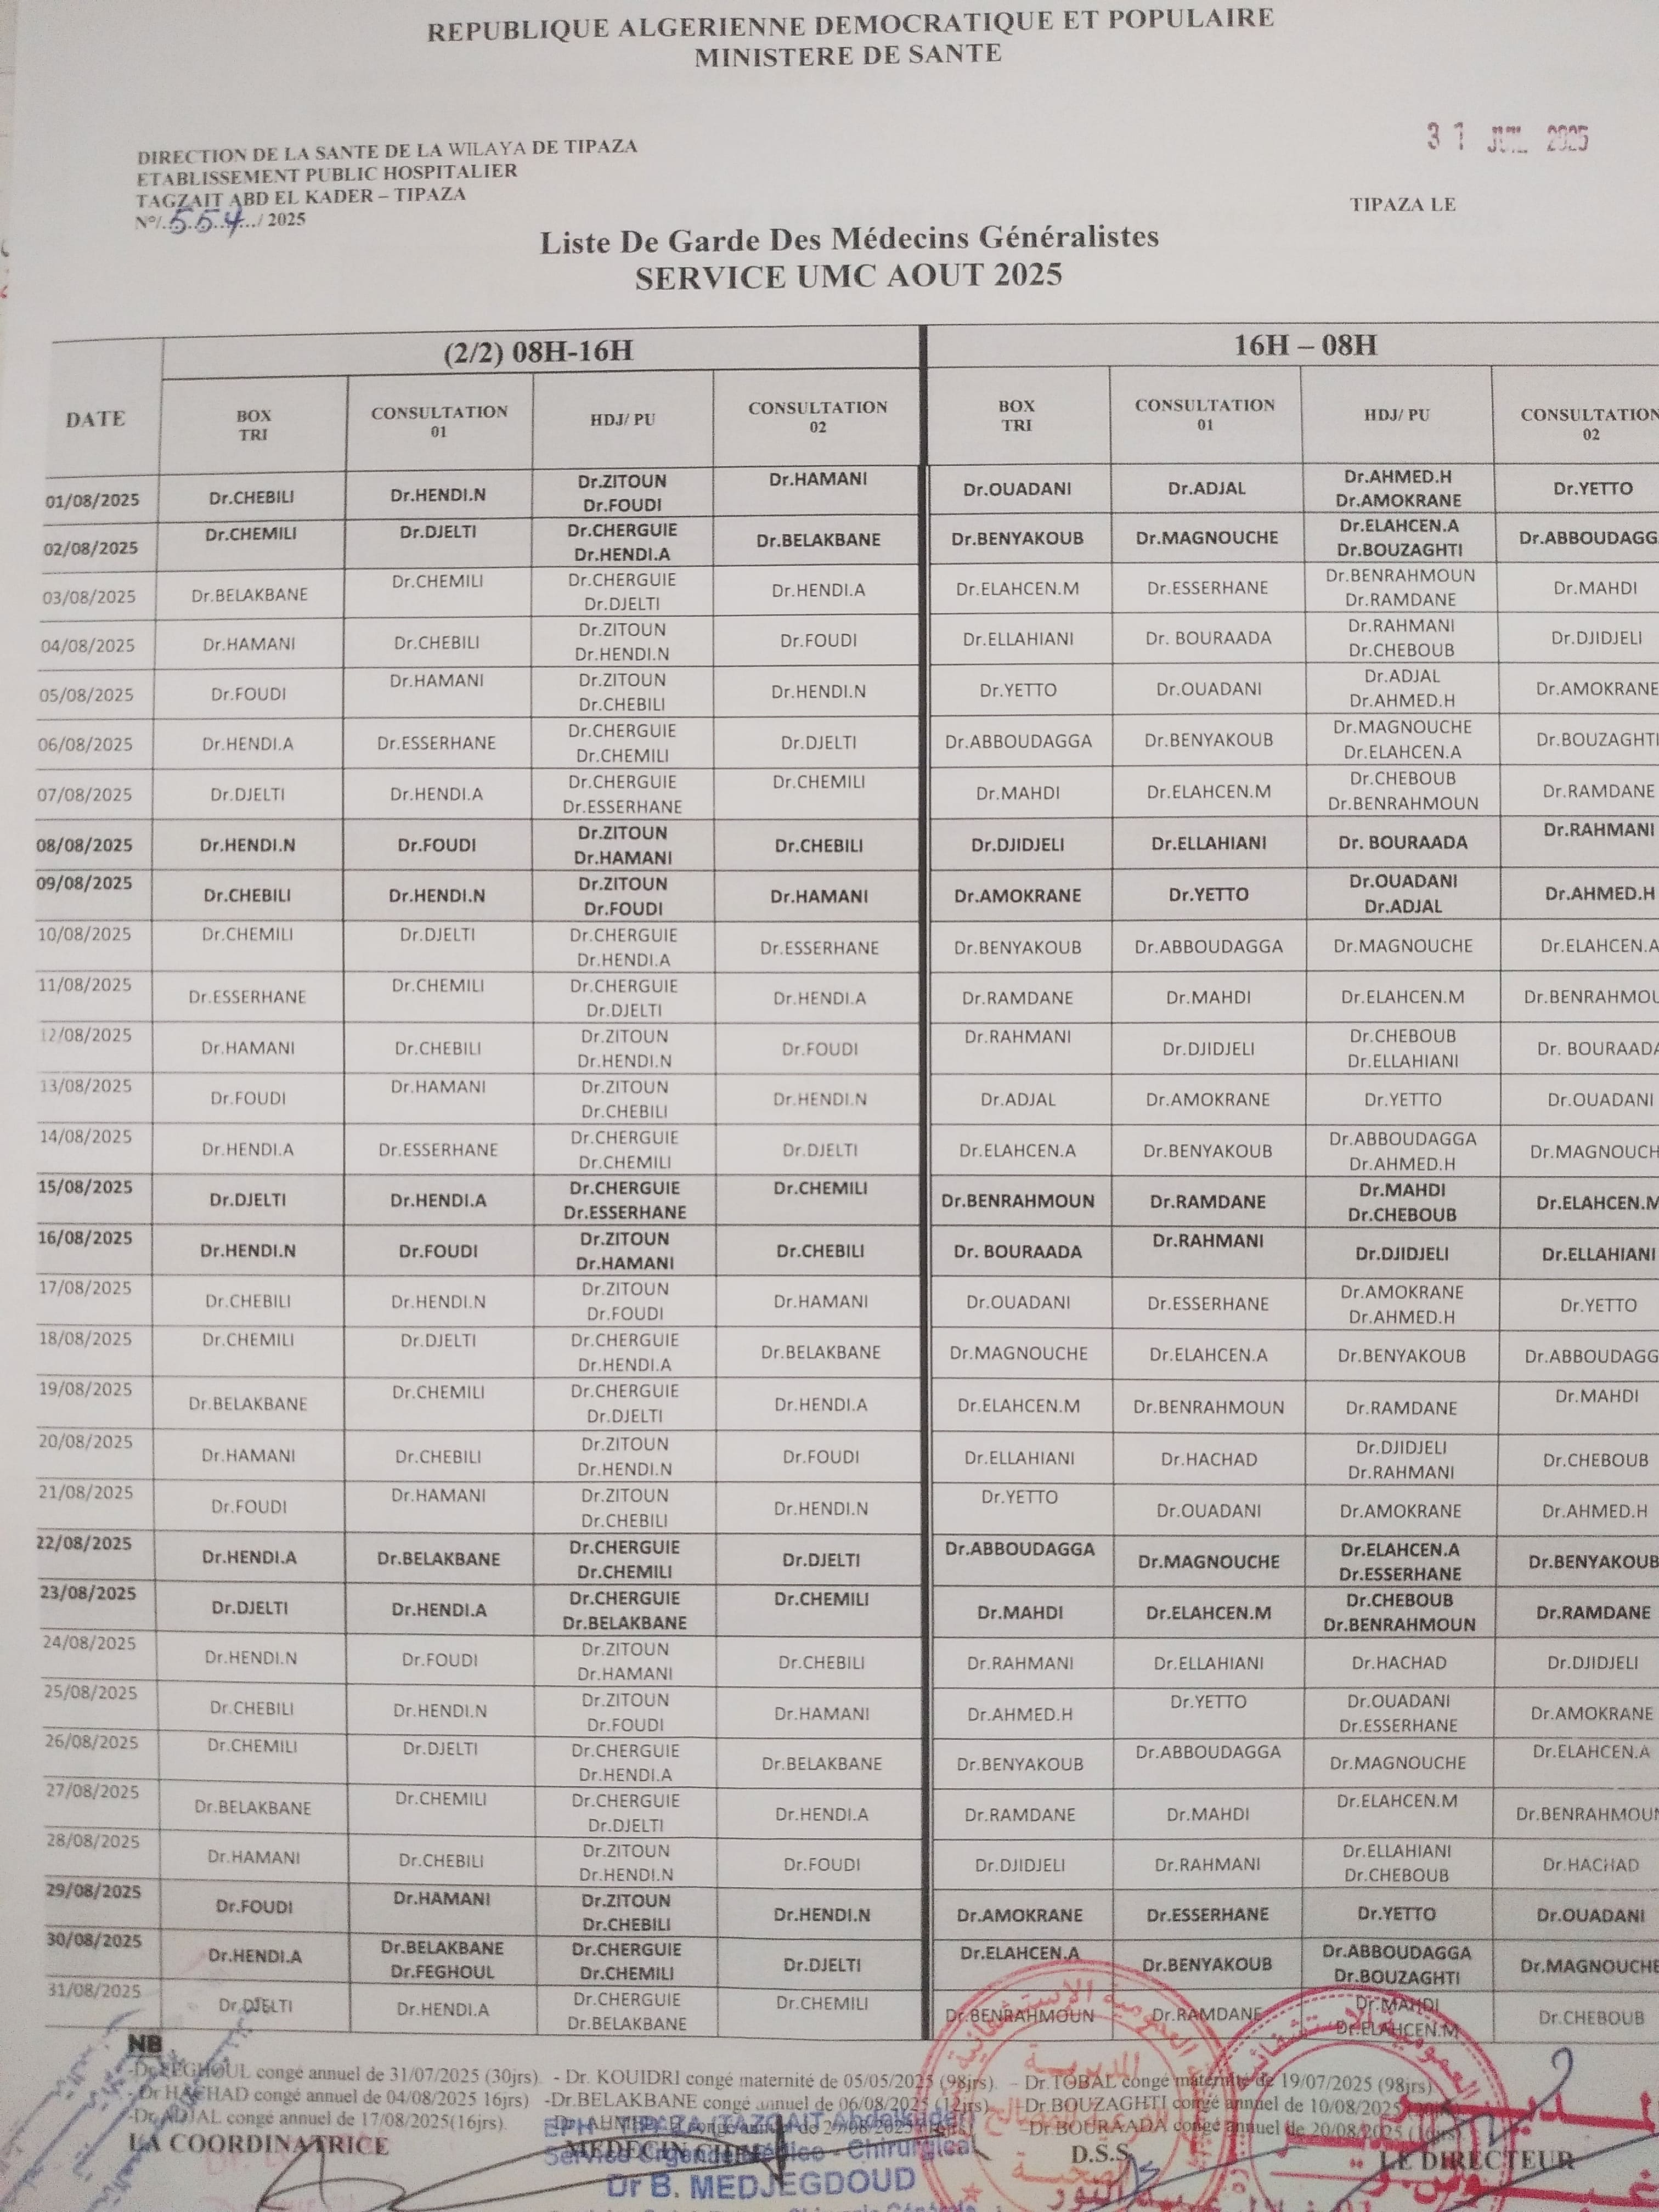 REPUBLIQUE ALGERIENNE DEMOCRATIQUE ET POPULAIRE
MINISTERE DE SANTE
31 JUIL 2025
DIRECTION DE LA SANTE DE LA WILAYA DE TIPAZA
ETABLISSEMENT PUBLIC HOSPITALIER
TAGZAIT ABD EL KADER – TIPAZA
N°/.554.../ 2025
TIPAZA LE
Liste De Garde Des Médecins Généralistes
SERVICE UMC AOUT 2025
DATE (2/2) 08H-16H 16H – 08H
BOX TRI CONSULTATION 01 HDJ/ PU CONSULTATION 02 BOX TRI CONSULTATION 01 HDJ/ PU CONSULTATION 02
01/08/2025 Dr.CHEBILI Dr.HENDI.N Dr.ZITOUN Dr.FOUDI Dr.HAMANI Dr.OUADANI Dr.ADJAL Dr.AHMED.H Dr.AMOKRANE Dr.YETTO
02/08/2025 Dr.CHEMILI Dr.DJELTI Dr.CHERGUIE Dr.HENDI.A Dr.BELAKBANE Dr.BENYAKOUB Dr.MAGNOUCHE Dr.ELAHCEN.A Dr.BOUZAGHTI Dr.ABBOUDAGG
03/08/2025 Dr.BELAKBANE Dr.CHEMILI Dr.CHERGUIE Dr.DJELTI Dr.HENDI.A Dr.ELAHCEN.M Dr.ESSERHANE Dr.BENRAHMOUN Dr.RAMDANE Dr.MAHDI
04/08/2025 Dr.HAMANI Dr.CHEBILI Dr.ZITOUN Dr.HENDI.N Dr.FOUDI Dr.ELLAHIANI Dr. BOURAADA Dr.RAHMANI Dr.CHEBOUB Dr.DJIDJELI
05/08/2025 Dr.FOUDI Dr.HAMANI Dr.ZITOUN Dr.CHEBILI Dr.HENDI.N Dr.YETTO Dr.OUADANI Dr.ADJAL Dr.AHMED.H Dr.AMOKRANE
06/08/2025 Dr.HENDI.A Dr.ESSERHANE Dr.CHERGUIE Dr.CHEMILI Dr.DJELTI Dr.ABBOUDAGGA Dr.BENYAKOUB Dr.MAGNOUCHE Dr.ELAHCEN.A Dr.BOUZAGHTI
07/08/2025 Dr.DJELTI Dr.HENDI.A Dr.CHERGUIE Dr.ESSERHANE Dr.CHEMILI Dr.MAHDI Dr.ELAHCEN.M Dr.CHEBOUB Dr.BENRAHMOUN Dr.RAMDANE
08/08/2025 Dr.HENDI.N Dr.FOUDI Dr.ZITOUN Dr.HAMANI Dr.CHEBILI Dr.DJIDJELI Dr.ELLAHIANI Dr. BOURAADA Dr.RAHMANI
09/08/2025 Dr.CHEBILI Dr.HENDI.N Dr.ZITOUN Dr.FOUDI Dr.HAMANI Dr.AMOKRANE Dr.YETTO Dr.OUADANI Dr.ADJAL Dr.AHMED.H
10/08/2025 Dr.CHEMILI Dr.DJELTI Dr.CHERGUIE Dr.HENDI.A Dr.ESSERHANE Dr.BENYAKOUB Dr.ABBOUDAGGA Dr.MAGNOUCHE Dr.ELAHCEN.A
11/08/2025 Dr.ESSERHANE Dr.CHEMILI Dr.CHERGUIE Dr.DJELTI Dr.HENDI.A Dr.RAMDANE Dr.MAHDI Dr.ELAHCEN.M Dr.BENRAHMOU
12/08/2025 Dr.HAMANI Dr.CHEBILI Dr.ZITOUN Dr.HENDI.N Dr.FOUDI Dr.RAHMANI Dr.DJIDJELI Dr.CHEBOUB Dr.ELLAHIANI Dr. BOURAADA
13/08/2025 Dr.FOUDI Dr.HAMANI Dr.ZITOUN Dr.CHEBILI Dr.HENDI.N Dr.ADJAL Dr.AMOKRANE Dr.YETTO Dr.OUADANI
14/08/2025 Dr.HENDI.A Dr.ESSERHANE Dr.CHERGUIE Dr.CHEMILI Dr.DJELTI Dr.ELAHCEN.A Dr.BENYAKOUB Dr.ABBOUDAGGA Dr.AHMED.H Dr.MAGNOUCH
15/08/2025 Dr.DJELTI Dr.HENDI.A Dr.CHERGUIE Dr.ESSERHANE Dr.CHEMILI Dr.BENRAHMOUN Dr.RAMDANE Dr.MAHDI Dr.CHEBOUB Dr.ELAHCEN.M
16/08/2025 Dr.HENDI.N Dr.FOUDI Dr.ZITOUN Dr.HAMANI Dr.CHEBILI Dr. BOURAADA Dr.RAHMANI Dr.DJIDJELI Dr.ELLAHIANI
17/08/2025 Dr.CHEBILI Dr.HENDI.N Dr.ZITOUN Dr.FOUDI Dr.HAMANI Dr.OUADANI Dr.ESSERHANE Dr.AMOKRANE Dr.AHMED.H Dr.YETTO
18/08/2025 Dr.CHEMILI Dr.DJELTI Dr.CHERGUIE Dr.HENDI.A Dr.BELAKBANE Dr.MAGNOUCHE Dr.ELAHCEN.A Dr.BENYAKOUB Dr.ABBOUDAGG
19/08/2025 Dr.BELAKBANE Dr.CHEMILI Dr.CHERGUIE Dr.DJELTI Dr.HENDI.A Dr.ELAHCEN.M Dr.BENRAHMOUN Dr.RAMDANE Dr.MAHDI
20/08/2025 Dr.HAMANI Dr.CHEBILI Dr.ZITOUN Dr.HENDI.N Dr.FOUDI Dr.ELLAHIANI Dr.HACHAD Dr.DJIDJELI Dr.RAHMANI Dr.CHEBOUB
21/08/2025 Dr.FOUDI Dr.HAMANI Dr.ZITOUN Dr.CHEBILI Dr.HENDI.N Dr.YETTO Dr.OUADANI Dr.AMOKRANE Dr.AHMED.H
22/08/2025 Dr.HENDI.A Dr.BELAKBANE Dr.CHERGUIE Dr.CHEMILI Dr.DJELTI Dr.ABBOUDAGGA Dr.MAGNOUCHE Dr.ELAHCEN.A Dr.ESSERHANE Dr.BENYAKOUB
23/08/2025 Dr.DJELTI Dr.HENDI.A Dr.CHERGUIE Dr.BELAKBANE Dr.CHEMILI Dr.MAHDI Dr.ELAHCEN.M Dr.CHEBOUB Dr.BENRAHMOUN Dr.RAMDANE
24/08/2025 Dr.HENDI.N Dr.FOUDI Dr.ZITOUN Dr.HAMANI Dr.CHEBILI Dr.RAHMANI Dr.ELLAHIANI Dr.HACHAD Dr.DJIDJELI
25/08/2025 Dr.CHEBILI Dr.HENDI.N Dr.ZITOUN Dr.FOUDI Dr.HAMANI Dr.AHMED.H Dr.YETTO Dr.OUADANI Dr.ESSERHANE Dr.AMOKRANE
26/08/2025 Dr.CHEMILI Dr.DJELTI Dr.CHERGUIE Dr.HENDI.A Dr.BELAKBANE Dr.BENYAKOUB Dr.ABBOUDAGGA Dr.MAGNOUCHE Dr.ELAHCEN.A
27/08/2025 Dr.BELAKBANE Dr.CHEMILI Dr.CHERGUIE Dr.DJELTI Dr.HENDI.A Dr.RAMDANE Dr.MAHDI Dr.ELAHCEN.M Dr.BENRAHMOUN
28/08/2025 Dr.HAMANI Dr.CHEBILI Dr.ZITOUN Dr.HENDI.N Dr.FOUDI Dr.DJIDJELI Dr.RAHMANI Dr.ELLAHIANI Dr.CHEBOUB Dr.HACHAD
29/08/2025 Dr.FOUDI Dr.HAMANI Dr.ZITOUN Dr.CHEBILI Dr.HENDI.N Dr.AMOKRANE Dr.ESSERHANE Dr.YETTO Dr.OUADANI
30/08/2025 Dr.HENDI.A Dr.BELAKBANE Dr.FEGHOUL Dr.CHERGUIE Dr.CHEMILI Dr.DJELTI Dr.ELAHCEN.A Dr.BENYAKOUB Dr.ABBOUDAGGA Dr.BOUZAGHTI Dr.MAGNOUCHE
31/08/2025 Dr.DJELTI Dr.HENDI.A Dr.CHERGUIE Dr.BELAKBANE Dr.CHEMILI Dr.BENRAHMOUN Dr.RAMDANE Dr.MAHDI Dr.ELAHCEN.M Dr.CHEBOUB
NB
-Dr.FEGHOUL congé annuel de 31/07/2025 (30jrs). - Dr. KOUIDRI congé maternité de 05/05/2025 (98jrs). – Dr.TOBAL congé maternité de 19/07/2025 (98jrs)
- Dr HACHAD congé annuel de 04/08/2025 16jrs) -Dr.BELAKBANE congé annuel de 06/08/2025 (12jrs) - Dr.BOUZAGHTI congé annuel de 10/08/2025
-Dr.ADJAL congé annuel de 17/08/2025(16jrs). -Dr.BOURAADA congé annuel de 20/08/2025
LA COORDINATRICE MEDECIN CHEF D.S.S LE DIRECTEUR
EPH TIPAZA
Médico - Chirurgical
Dr B. MEDJEGDOUD